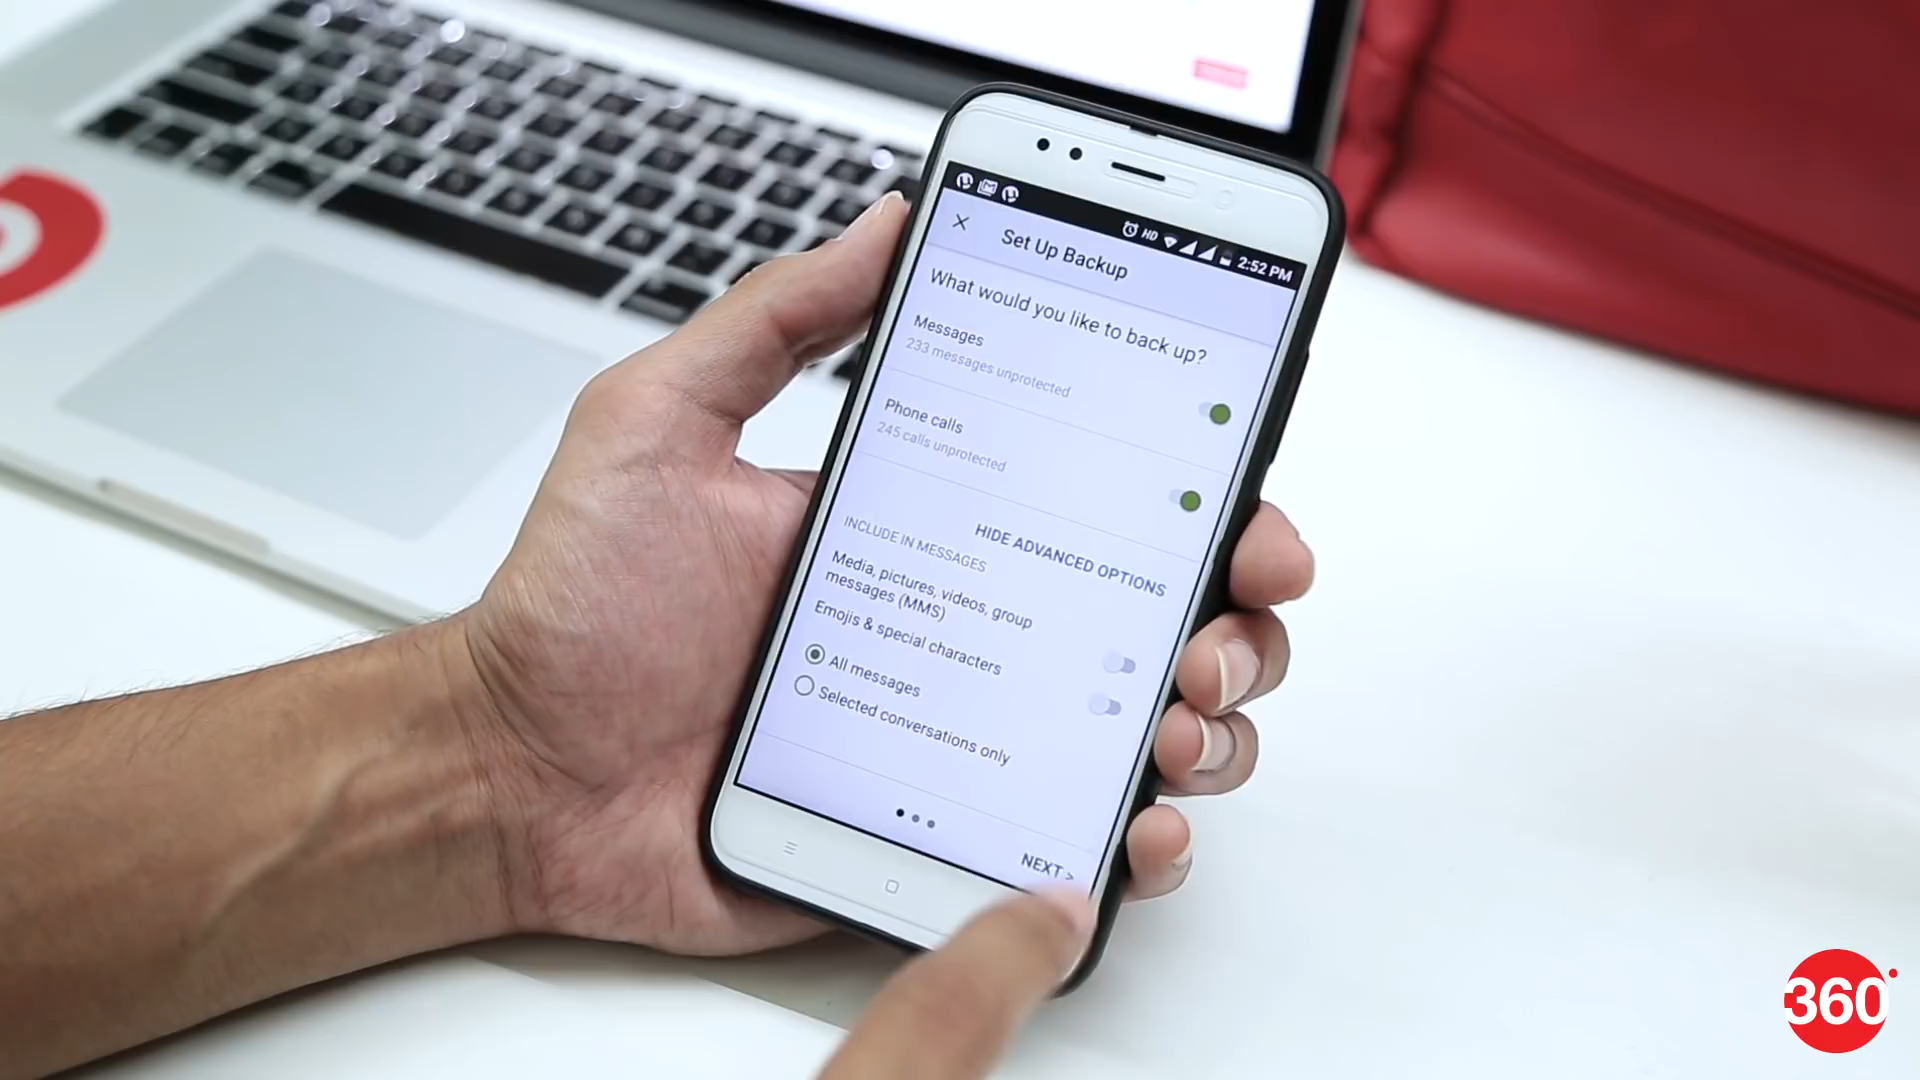 HD 2:52 PM
Set Up Backup
What would you like to back up?
Messages
233 messages unprotected
Phone calls
245 calls unprotected
HIDE ADVANCED OPTIONS
INCLUDE IN MESSAGES
Media, pictures, videos, group
messages (MMS)
Emojis & special characters
All messages
Selected conversations only
NEXT >
360°